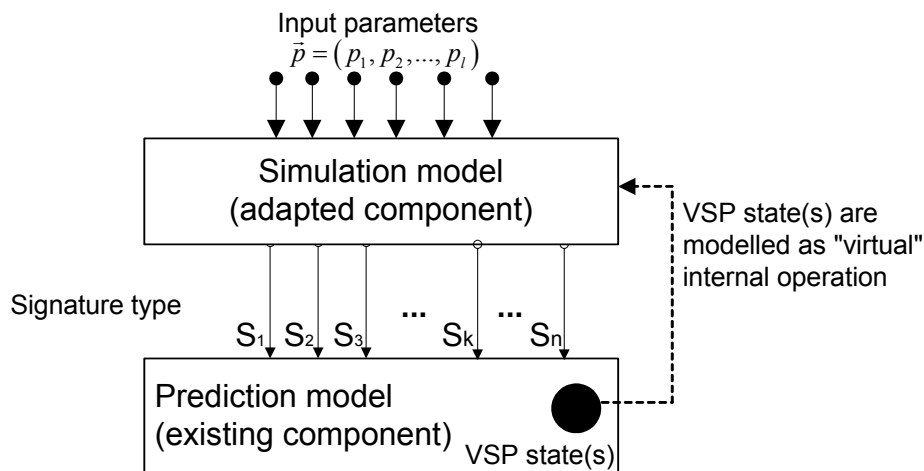 Input parameters
p⃗ = (p₁, p₂, ..., pₗ)
Simulation model
(adapted component)
VSP state(s) are
modelled as "virtual"
internal operation
Signature type
... ...
S₁ S₂ S₃ Sk Sn
Prediction model
(existing component)
VSP state(s)